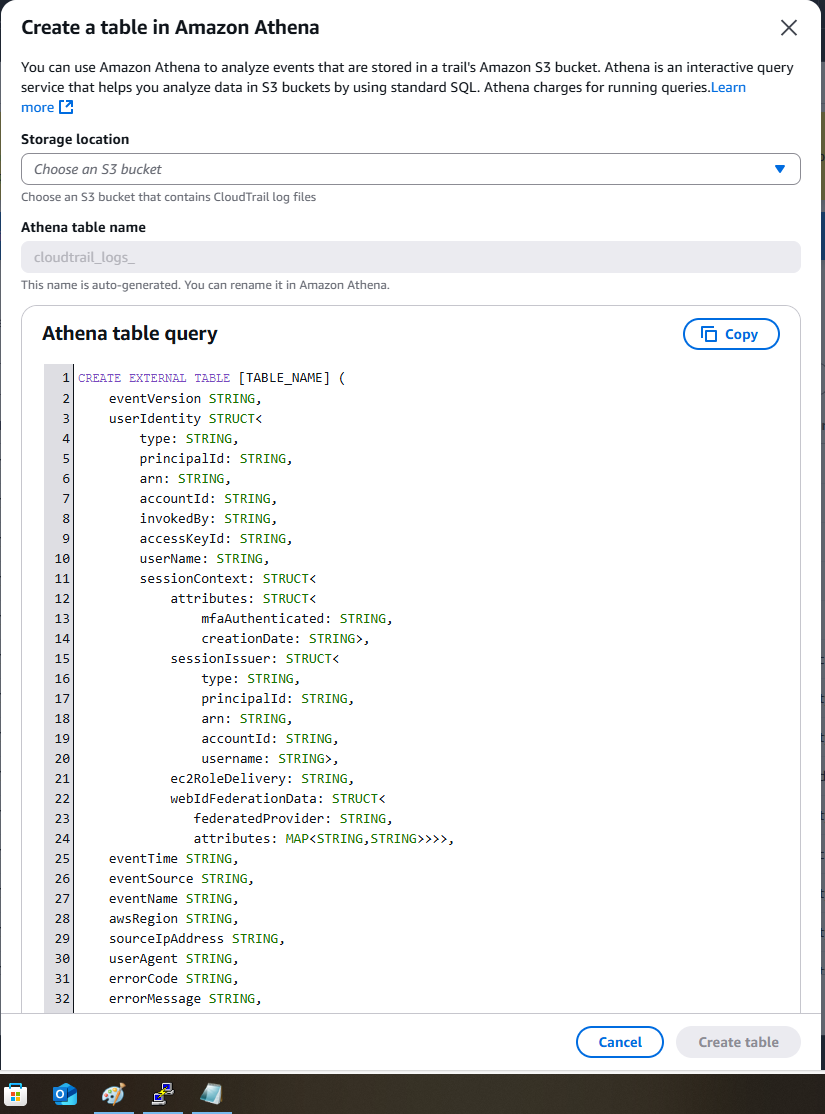 Create a table in Amazon Athena
You can use Amazon Athena to analyze events that are stored in a trail's Amazon S3 bucket. Athena is an interactive query
service that helps you analyze data in S3 buckets by using standard SQL. Athena charges for running queries.Learn
more
Storage location
Choose an S3 bucket
Choose an S3 bucket that contains CloudTrail log files
Athena table name
cloudtrail_logs_
This name is auto-generated. You can rename it in Amazon Athena.
Athena table query
Copy
1 CREATE EXTERNAL TABLE [TABLE_NAME] (
2 eventVersion STRING,
3 userIdentity STRUCT<
4 type: STRING,
5 principalId: STRING,
6 arn: STRING,
7 accountId: STRING,
8 invokedBy: STRING,
9 accessKeyId: STRING,
10 userName: STRING,
11 sessionContext: STRUCT<
12 attributes: STRUCT<
13 mfaAuthenticated: STRING,
14 creationDate: STRING>,
15 sessionIssuer: STRUCT<
16 type: STRING,
17 principalId: STRING,
18 arn: STRING,
19 accountId: STRING,
20 username: STRING>,
21 ec2RoleDelivery: STRING,
22 webIdFederationData: STRUCT<
23 federatedProvider: STRING,
24 attributes: MAP<STRING,STRING>>>>,
25 eventTime STRING,
26 eventSource STRING,
27 eventName STRING,
28 awsRegion STRING,
29 sourceIpAddress STRING,
30 userAgent STRING,
31 errorCode STRING,
32 errorMessage STRING,
Cancel
Create table